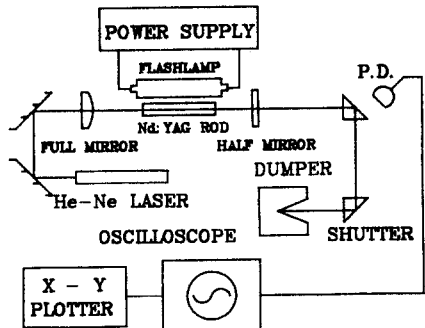 POWER SUPPLY
FLASHLAMP
P.D.
Nd:YAG ROD
FULL MIRROR
HALF MIRROR
DUMPER
He-Ne LASER
SHUTTER
OSCILLOSCOPE
X - Y
PLOTTER